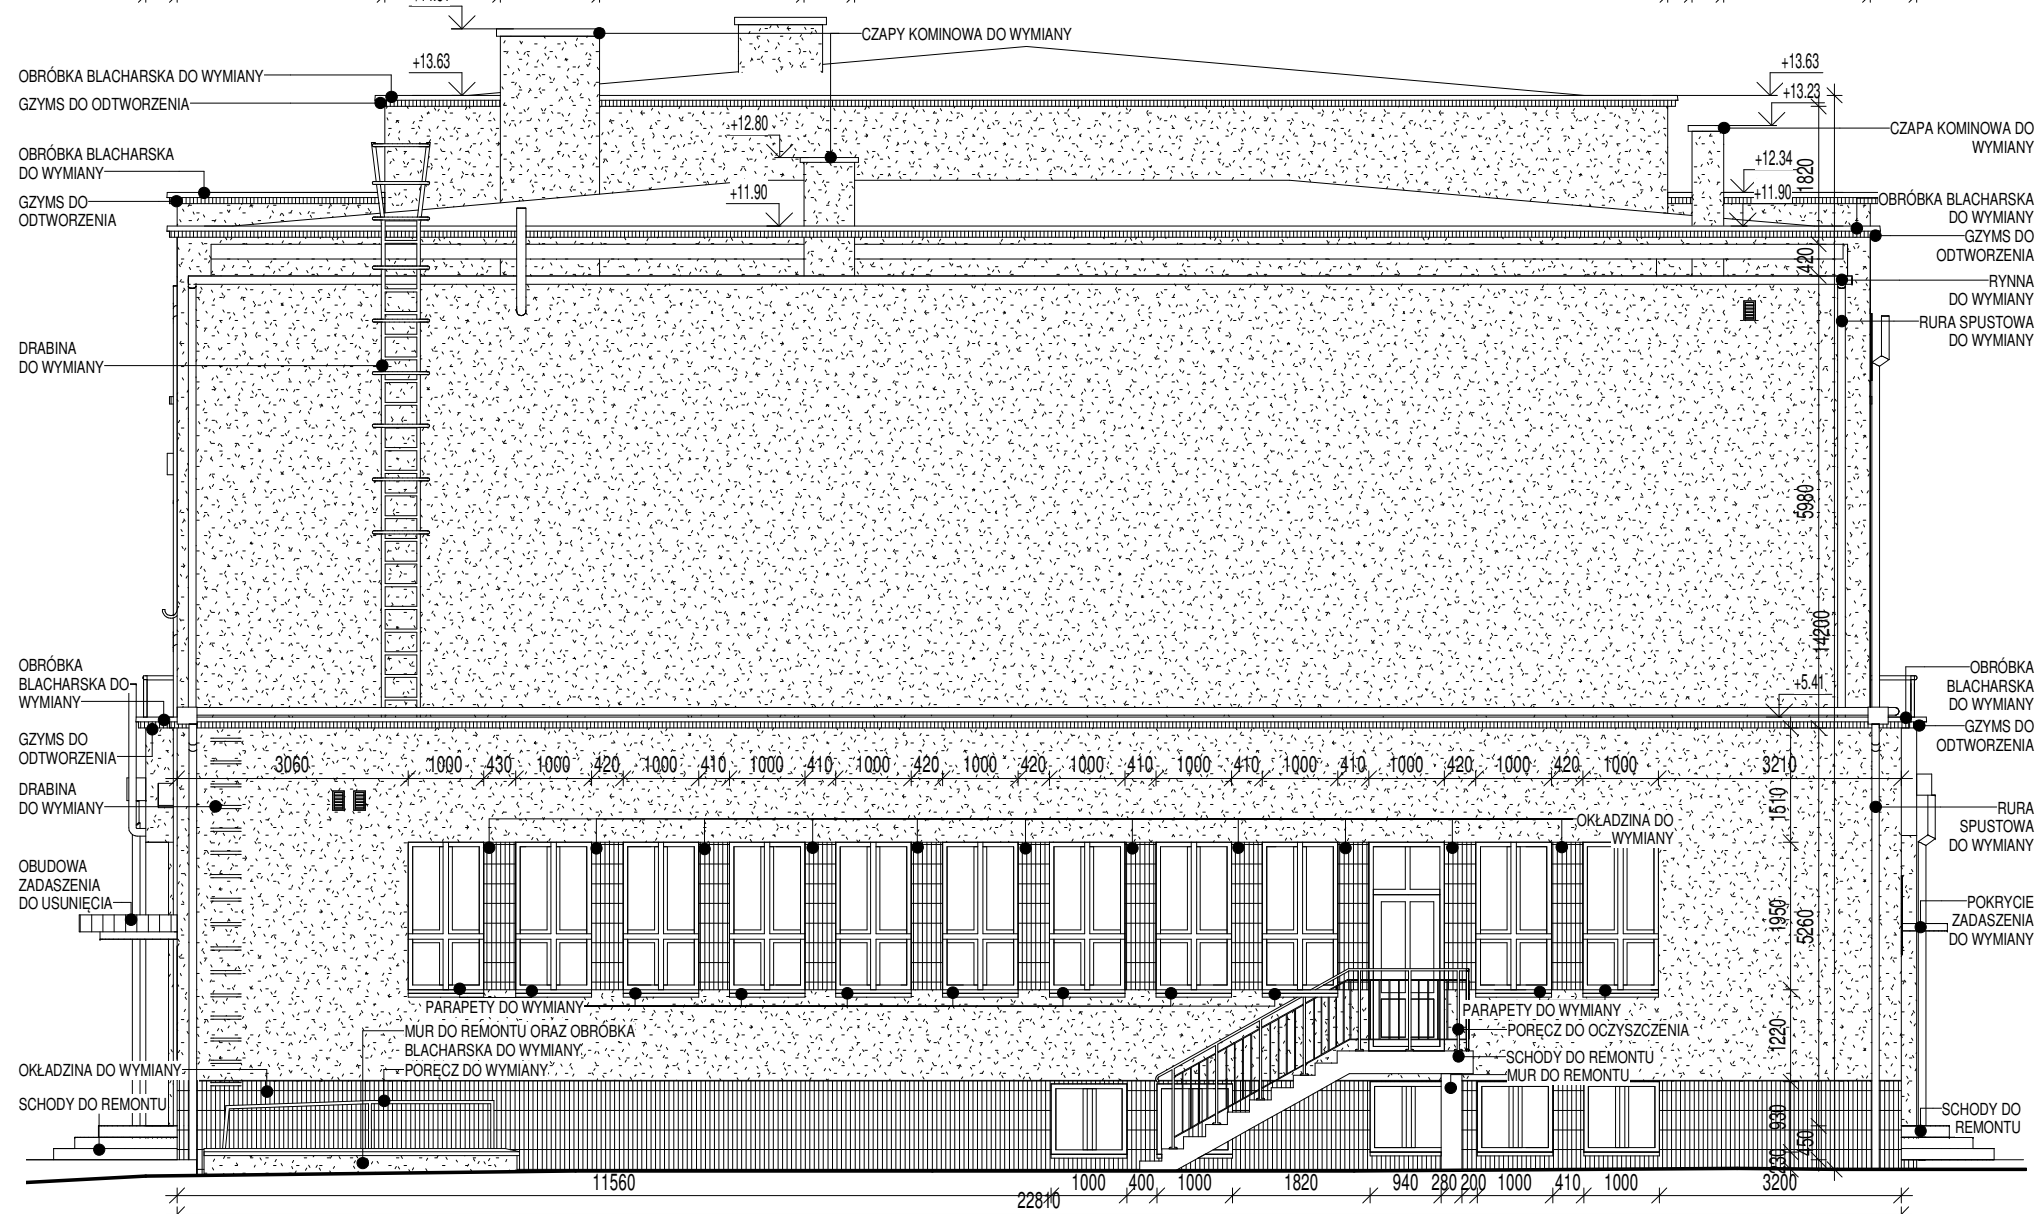 CZAPY KOMINOWA DO WYMIANY
+13.63
OBRÓBKA BLACHARSKA DO WYMIANY
GZYMS DO ODTWORZENIA
+13.63
+13.23
+12.80
CZAPA KOMINOWA DO
WYMIANY
OBRÓBKA BLACHARSKA
DO WYMIANY
+12.34
1820
+11.90
+11.90
GZYMS DO
ODTWORZENIA
OBRÓBKA BLACHARSKA
DO WYMIANY
GZYMS DO
ODTWORZENIA
420
RYNNA
DO WYMIANY
RURA SPUSTOWA
DO WYMIANY
DRABINA
DO WYMIANY
5980
14200
OBRÓBKA
BLACHARSKA DO
WYMIANY
+5.41
OBRÓBKA
BLACHARSKA
DO WYMIANY
GZYMS DO
ODTWORZENIA
GZYMS DO
ODTWORZENIA
3060 1000 430 1000 420 1000 410 1000 410 1000 420 1000 420 1000 410 1000 410 1000 410 1000 420 1000 420 1000 3210
DRABINA
DO WYMIANY
1510
RURA
SPUSTOWA
DO WYMIANY
OKŁADZINA DO
WYMIANY
OBUDOWA
ZADASZENIA
DO USUNIĘCIA
1950
5260
POKRYCIE
ZADASZENIA
DO WYMIANY
PARAPETY DO WYMIANY
PARAPETY DO WYMIANY
MUR DO REMONTU ORAZ OBRÓBKA
BLACHARSKA DO WYMIANY
PORĘCZ DO OCZYSZCZENIA
1220
SCHODY DO REMONTU
MUR DO REMONTU
OKŁADZINA DO WYMIANY
PORĘCZ DO WYMIANY
SCHODY DO REMONTU
930
450
SCHODY DO
REMONTU
11560 1000 400 1000 1820 940 280 200 1000 410 1000 3200
22810